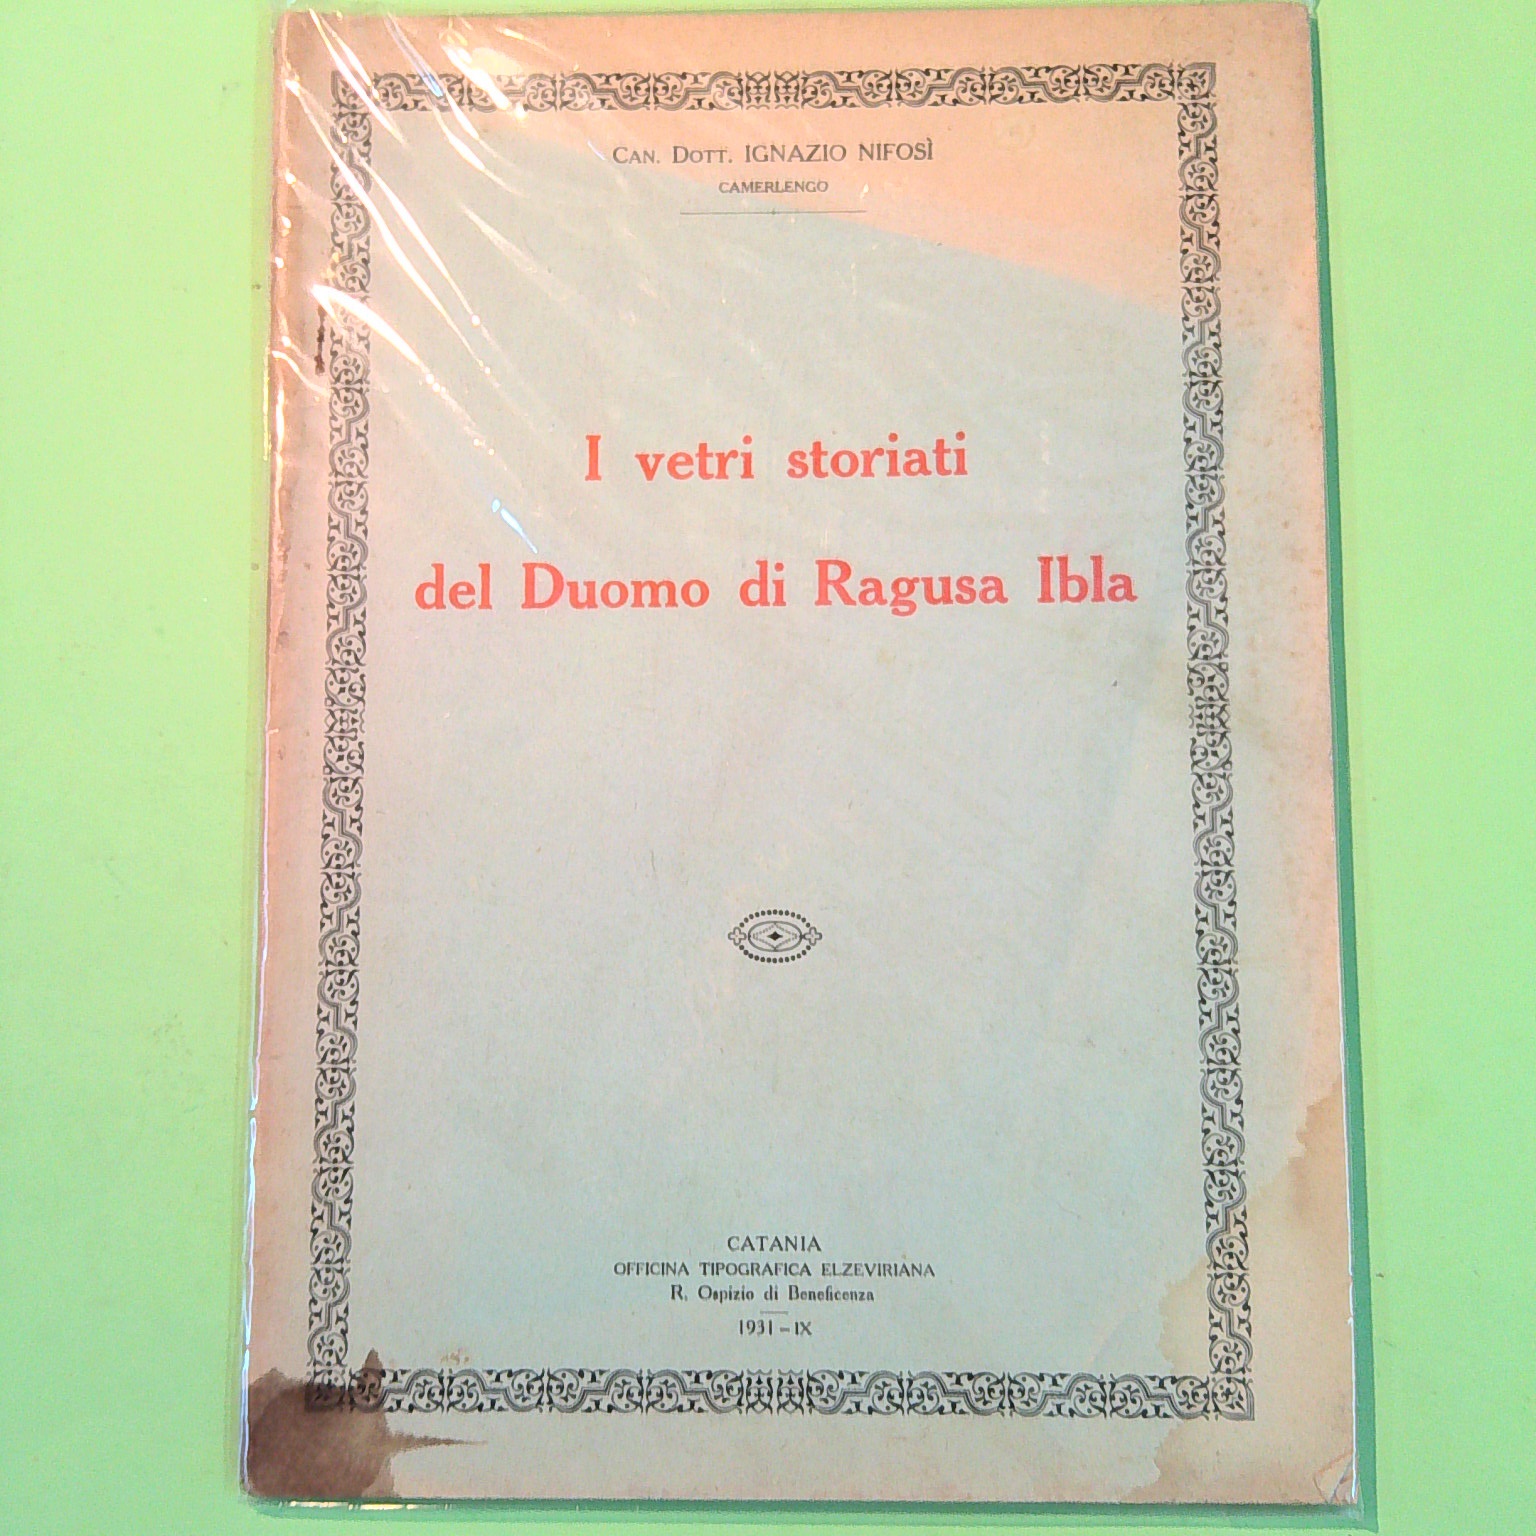 Can. Dott. IGNAZIO NIFOSÌ
CAMERLENGO
I vetri storiati
del Duomo di Ragusa Ibla
CATANIA
OFFICINA TIPOGRAFICA ELZEVIRIANA
R. Ospizio di Beneficenza
1931 - IX